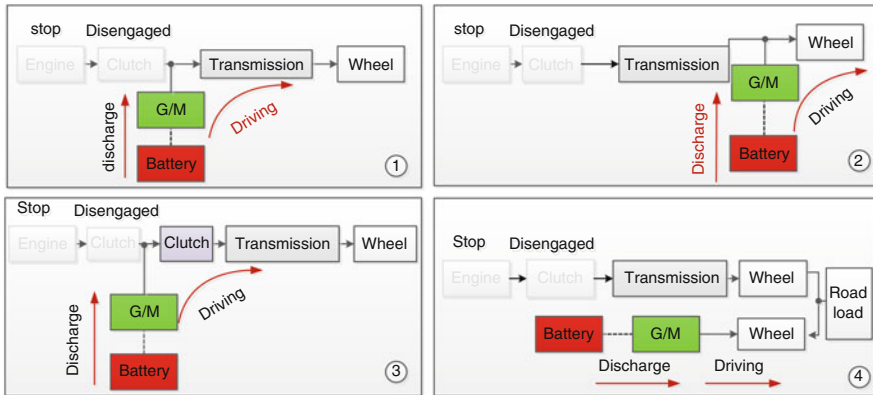 stop
Disengaged
Engine
Clutch
Transmission
Wheel
G/M
discharge
Driving
Battery
1
stop
Disengaged
Engine
Clutch
Transmission
Wheel
G/M
Discharge
Driving
Battery
2
Stop
Disengaged
Engine
Clutch
Clutch
Transmission
Wheel
G/M
Discharge
Driving
Battery
3
Stop
Disengaged
Engine
Clutch
Transmission
Wheel
Road
load
Battery
G/M
Wheel
Discharge
Driving
4